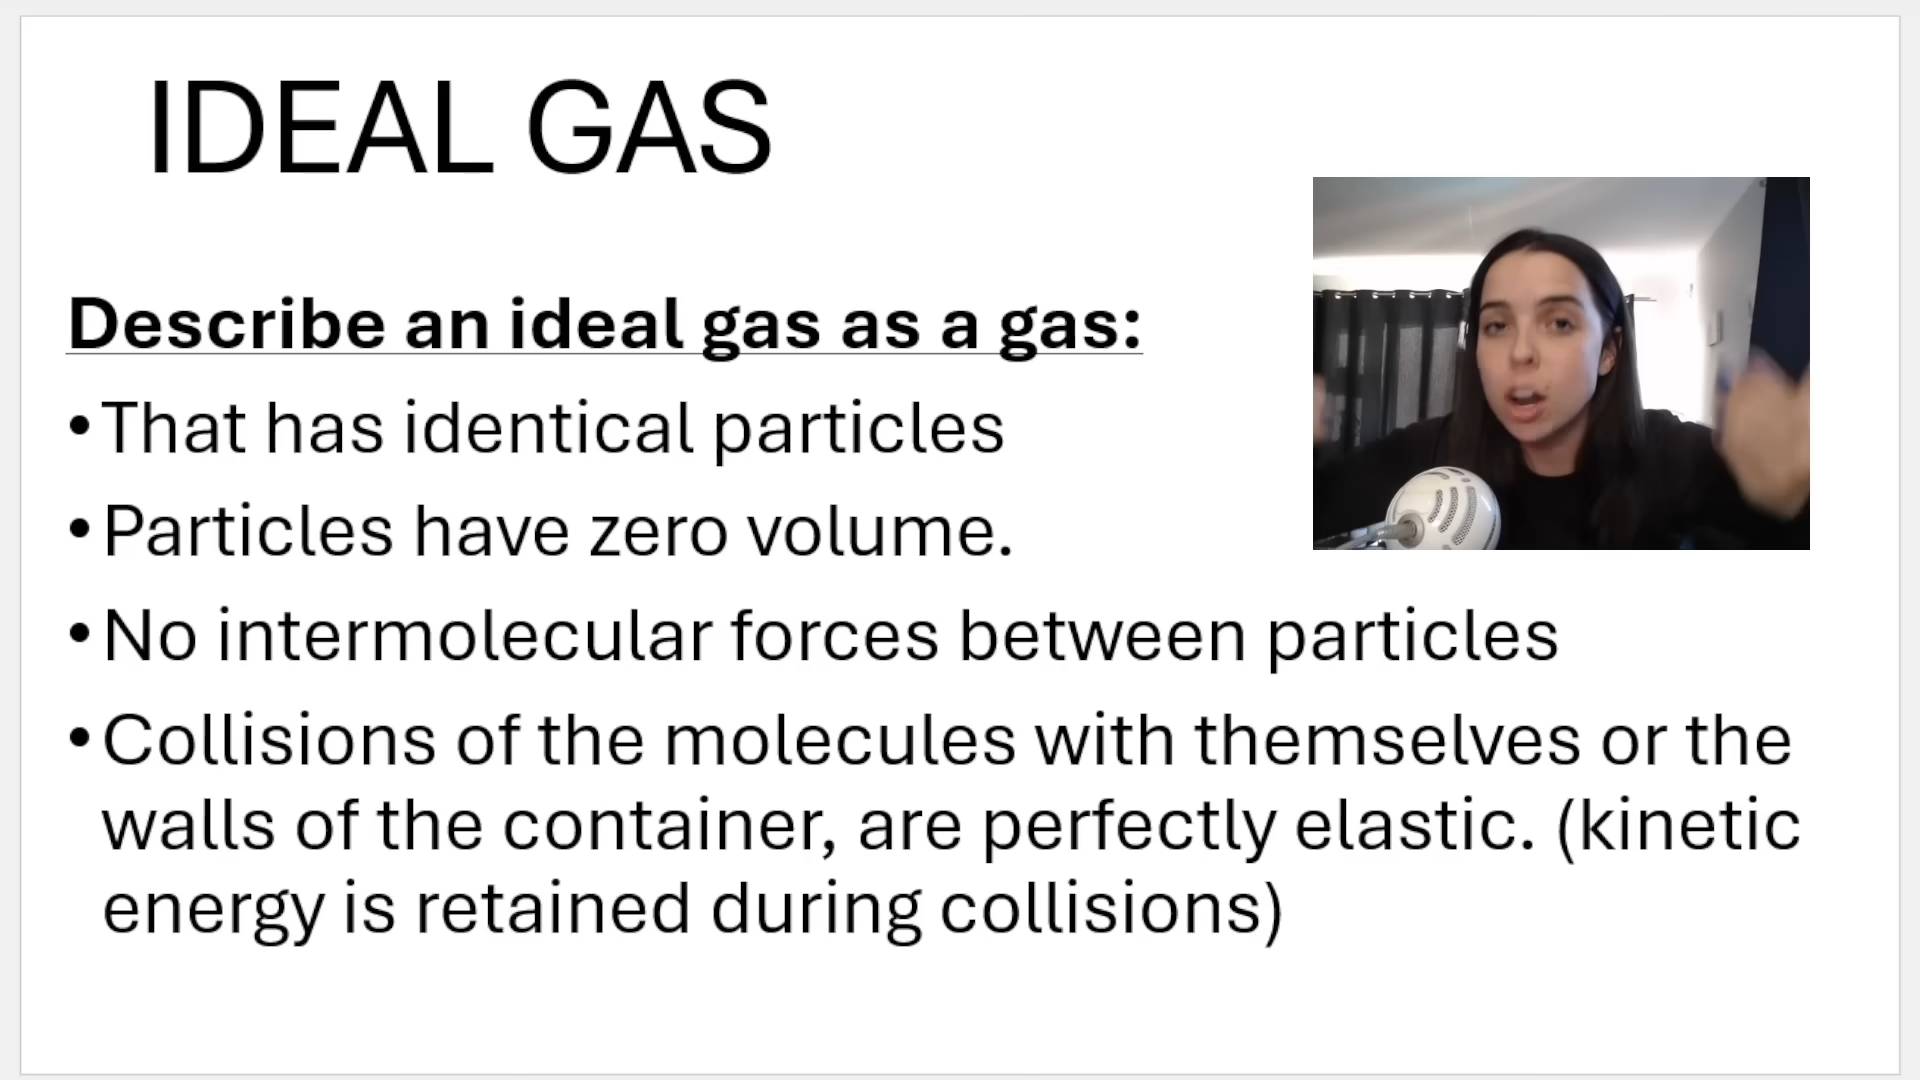 IDEAL GAS
Describe an ideal gas as a gas:
•That has identical particles
•Particles have zero volume.
•No intermolecular forces between particles
•Collisions of the molecules with themselves or the
walls of the container, are perfectly elastic. (kinetic
energy is retained during collisions)